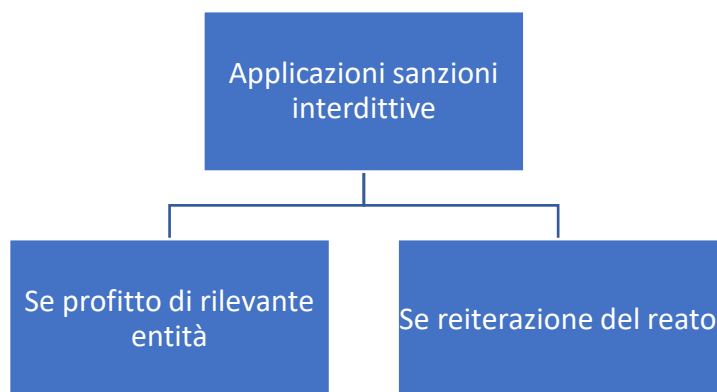 Applicazioni sanzioni
interdittive
Se profitto di rilevante
entità
Se reiterazione del reato